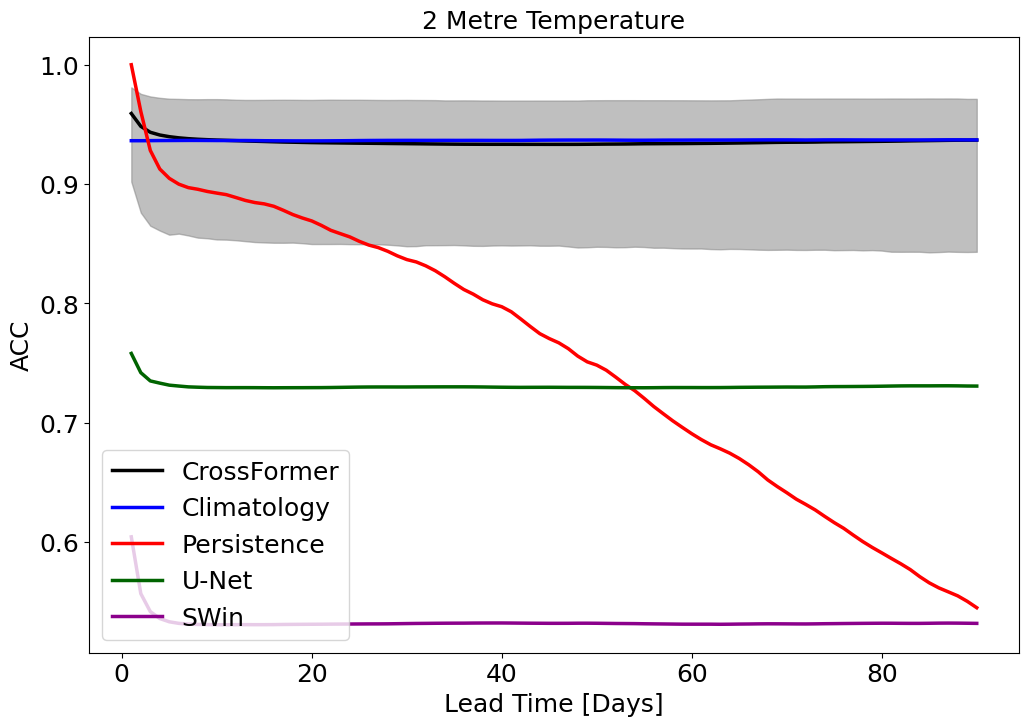 2 Metre Temperature
ACC
1.0
0.9
0.8
0.7
0.6
CrossFormer
Climatology
Persistence
U-Net
SWin
0 20 40 60 80
Lead Time [Days]